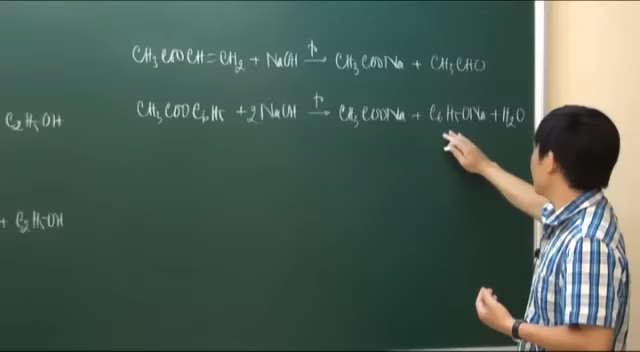 CH3COOCH=CH2 + NaOH →(t°) CH3COONa + CH3CHO
CH3COOC6H5 + 2NaOH →(t°) CH3COONa + C6H5ONa + H2O
C2H5OH
+ C2H5OH